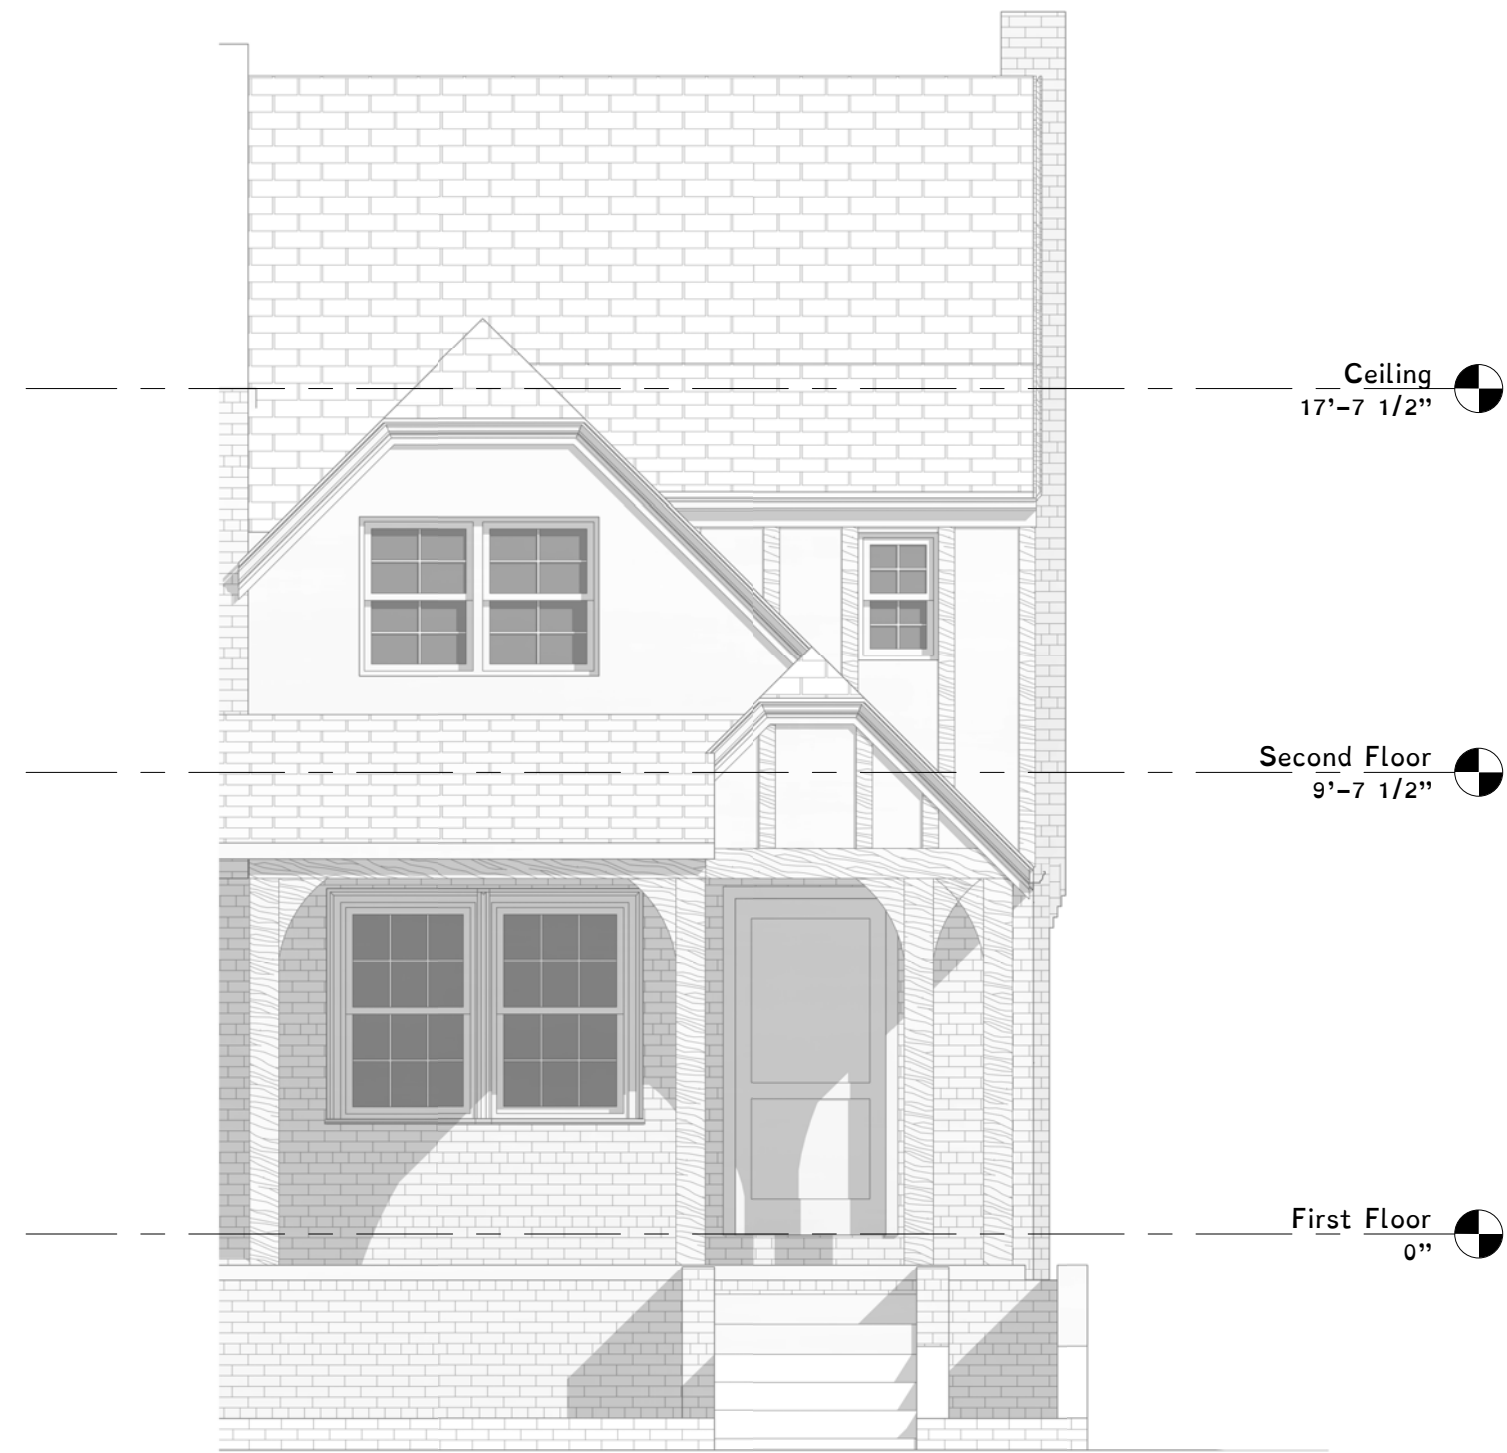 Ceiling
17’–7 1/2”
Second Floor
9’–7 1/2”
First Floor
0”